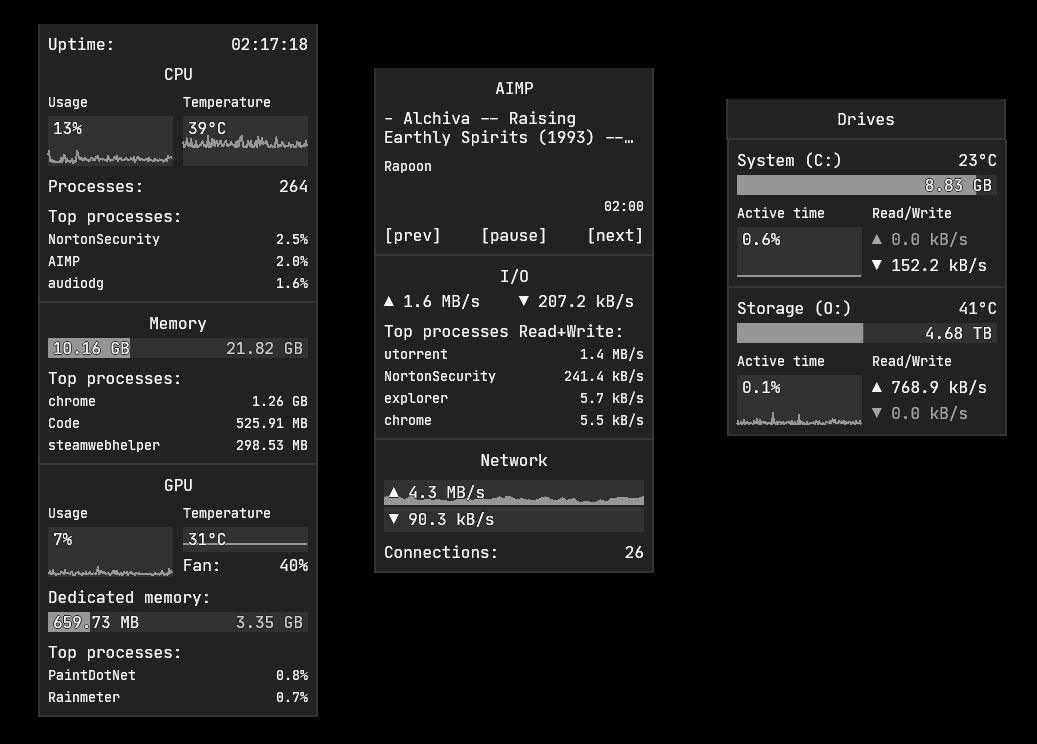 Uptime: 02:17:18
CPU
Usage Temperature
13% 39°C
Processes: 264
Top processes:
NortonSecurity 2.5%
AIMP 2.0%
audiodg 1.6%
Memory
10.16 GB 21.82 GB
Top processes:
chrome 1.26 GB
Code 525.91 MB
steamwebhelper 298.53 MB
GPU
Usage Temperature
7% 31°C
Fan: 40%
Dedicated memory:
659.73 MB 3.35 GB
Top processes:
PaintDotNet 0.8%
Rainmeter 0.7%
AIMP
- Alchiva -- Raising
Earthly Spirits (1993) --…
Rapoon
02:00
[prev] [pause] [next]
I/O
▲ 1.6 MB/s ▼ 207.2 kB/s
Top processes Read+Write:
utorrent 1.4 MB/s
NortonSecurity 241.4 kB/s
explorer 5.7 kB/s
chrome 5.5 kB/s
Network
▲ 4.3 MB/s
▼ 90.3 kB/s
Connections: 26
Drives
System (C:) 23°C
8.83 GB
Active time Read/Write
0.6% ▲ 0.0 kB/s
▼ 152.2 kB/s
Storage (O:) 41°C
4.68 TB
Active time Read/Write
0.1% ▲ 768.9 kB/s
▼ 0.0 kB/s